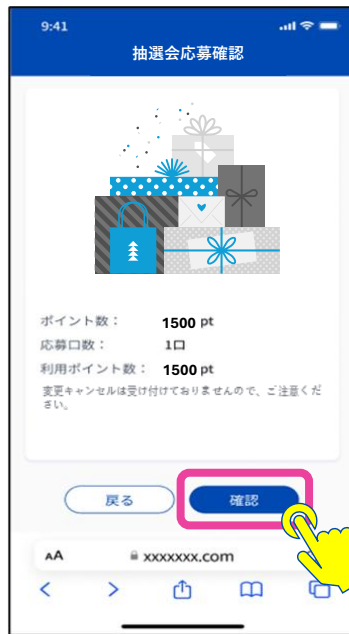 9:41
抽選会応募確認
ポイント数： 1500 pt
応募口数： 1口
利用ポイント数： 1500 pt
変更キャンセルは受け付けておりませんので、ご注意くだ
さい。
戻る 確認
AA xxxxxxx.com